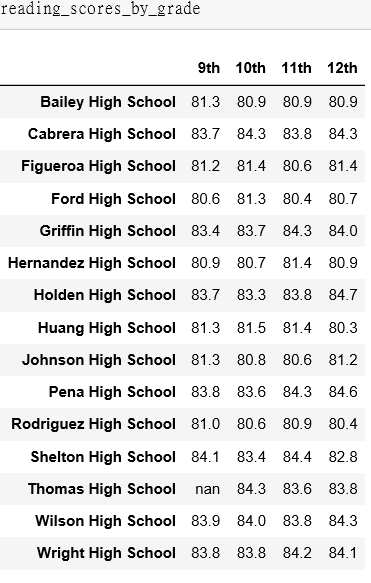 reading_scores_by_grade
9th 10th 11th 12th
Bailey High School 81.3 80.9 80.9 80.9
Cabrera High School 83.7 84.3 83.8 84.3
Figueroa High School 81.2 81.4 80.6 81.4
Ford High School 80.6 81.3 80.4 80.7
Griffin High School 83.4 83.7 84.3 84.0
Hernandez High School 80.9 80.7 81.4 80.9
Holden High School 83.7 83.3 83.8 84.7
Huang High School 81.3 81.5 81.4 80.3
Johnson High School 81.3 80.8 80.6 81.2
Pena High School 83.8 83.6 84.3 84.6
Rodriguez High School 81.0 80.6 80.9 80.4
Shelton High School 84.1 83.4 84.4 82.8
Thomas High School nan 84.3 83.6 83.8
Wilson High School 83.9 84.0 83.8 84.3
Wright High School 83.8 83.8 84.2 84.1